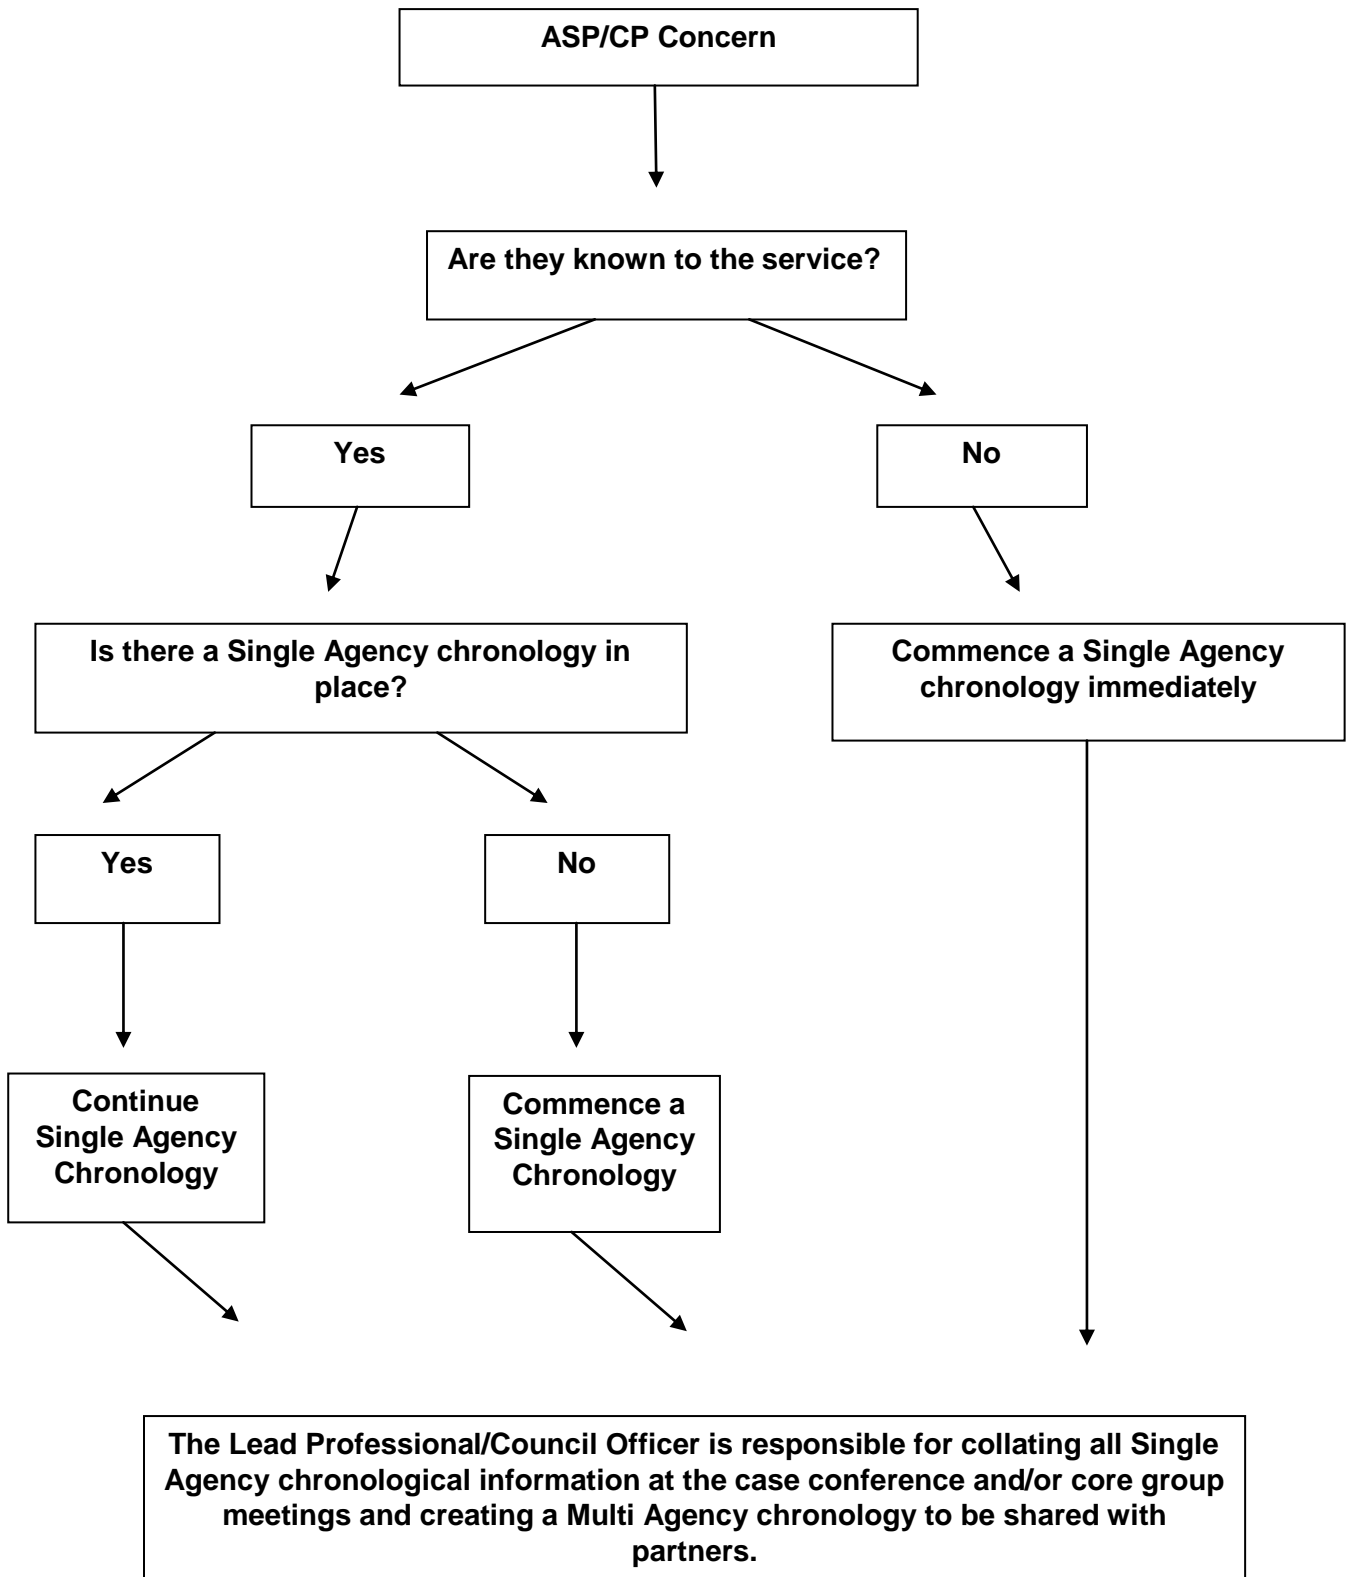 ASP/CP Concern
Are they known to the service?
Yes
No
Is there a Single Agency chronology in
place?
Commence a Single Agency
chronology immediately
Yes
No
Continue
Single Agency
Chronology
Commence a
Single Agency
Chronology
The Lead Professional/Council Officer is responsible for collating all Single
Agency chronological information at the case conference and/or core group
meetings and creating a Multi Agency chronology to be shared with
partners.